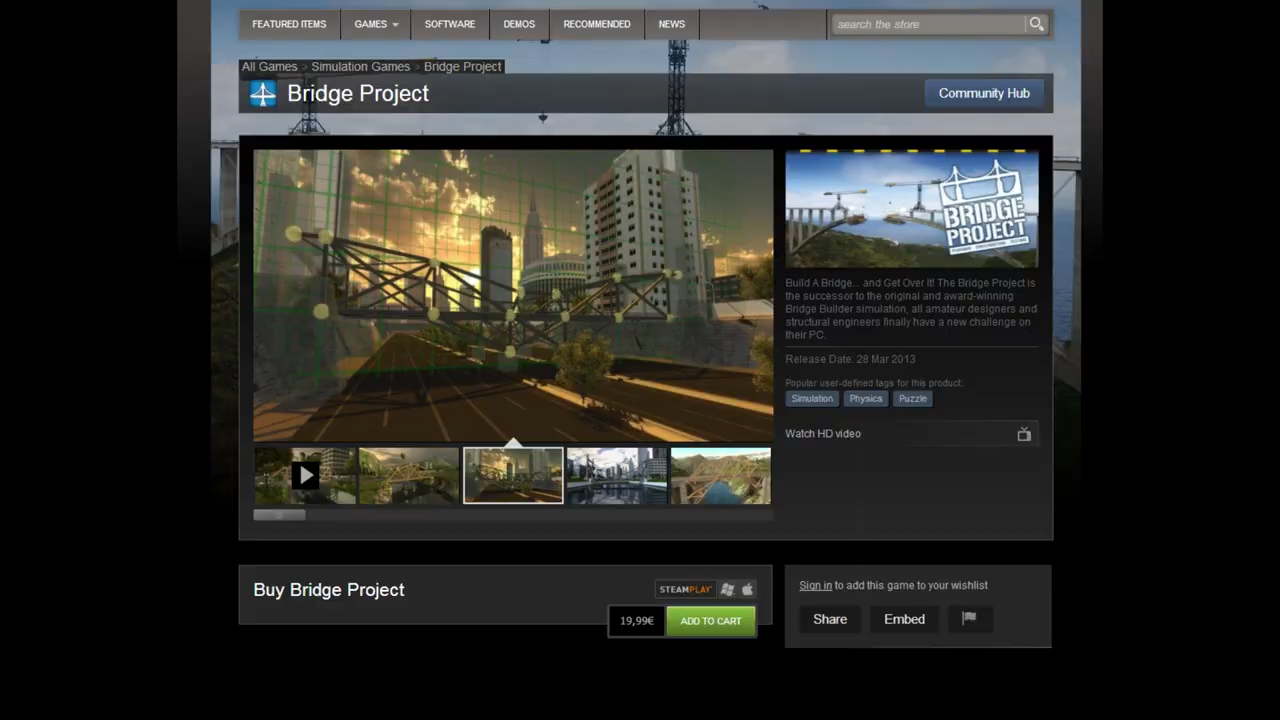 FEATURED ITEMS GAMES SOFTWARE DEMOS RECOMMENDED NEWS search the store
All Games > Simulation Games > Bridge Project
Bridge Project
Community Hub
BRIDGE
PROJECT
Build A Bridge... and Get Over It! The Bridge Project is
the successor to the original and award-winning
Bridge Builder simulation, all amateur designers and
structural engineers finally have a new challenge on
their PC.
Release Date: 28 Mar 2013
Popular user-defined tags for this product:
Simulation Physics Puzzle
Watch HD video
Buy Bridge Project
STEAMPLAY
19,99€ ADD TO CART
Sign in to add this game to your wishlist
Share Embed